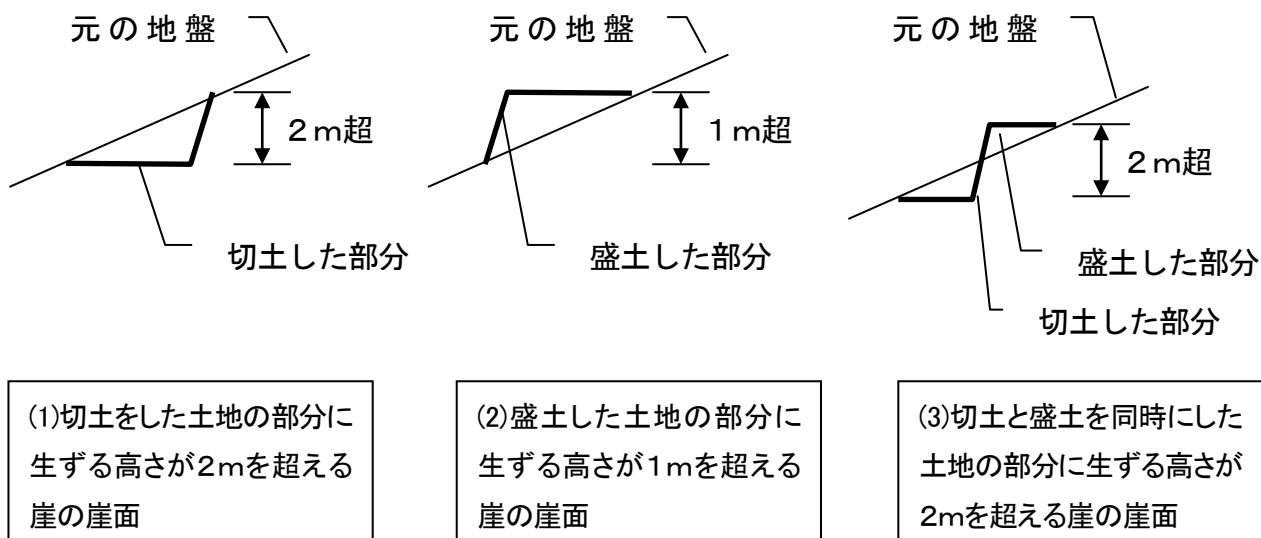 元の地盤
2m超
切土した部分
元の地盤
1m超
盛土した部分
元の地盤
2m超
盛土した部分
切土した部分
(1)切土をした土地の部分に
生ずる高さが2mを超える
崖の崖面
(2)盛土した土地の部分に
生ずる高さが1mを超える
崖の崖面
(3)切土と盛土を同時にした
土地の部分に生ずる高さが
2mを超える崖の崖面